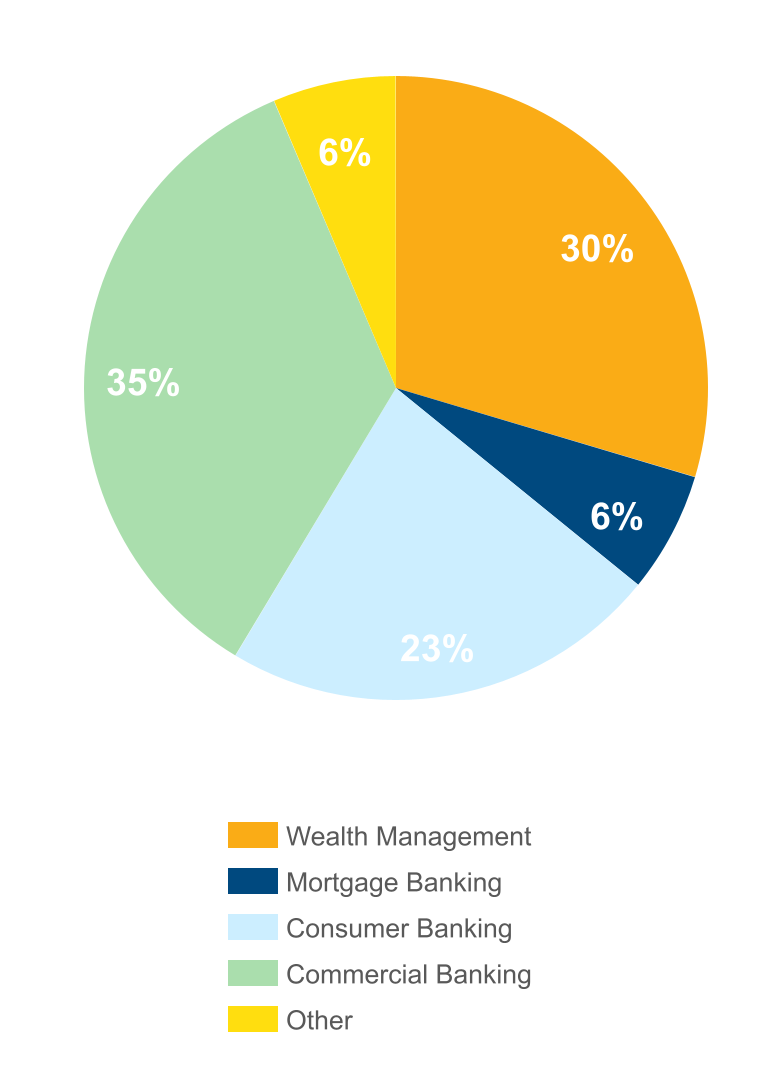 6%
30%
35%
6%
23%
Wealth Management
Mortgage Banking
Consumer Banking
Commercial Banking
Other